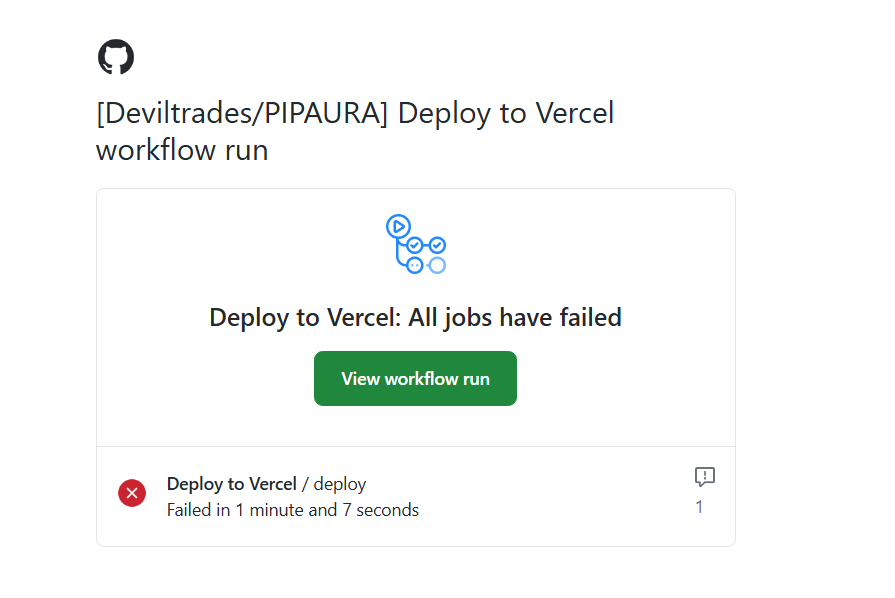 [Deviltrades/PIPAURA] Deploy to Vercel
workflow run
Deploy to Vercel: All jobs have failed
View workflow run
Deploy to Vercel / deploy
Failed in 1 minute and 7 seconds
1